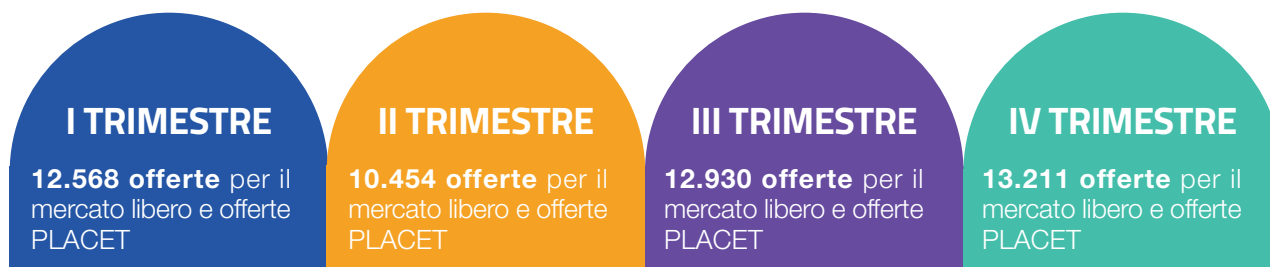 I TRIMESTRE
12.568 offerte per il
mercato libero e offerte
PLACET
II TRIMESTRE
10.454 offerte per il
mercato libero e offerte
PLACET
III TRIMESTRE
12.930 offerte per il
mercato libero e offerte
PLACET
IV TRIMESTRE
13.211 offerte per il
mercato libero e offerte
PLACET